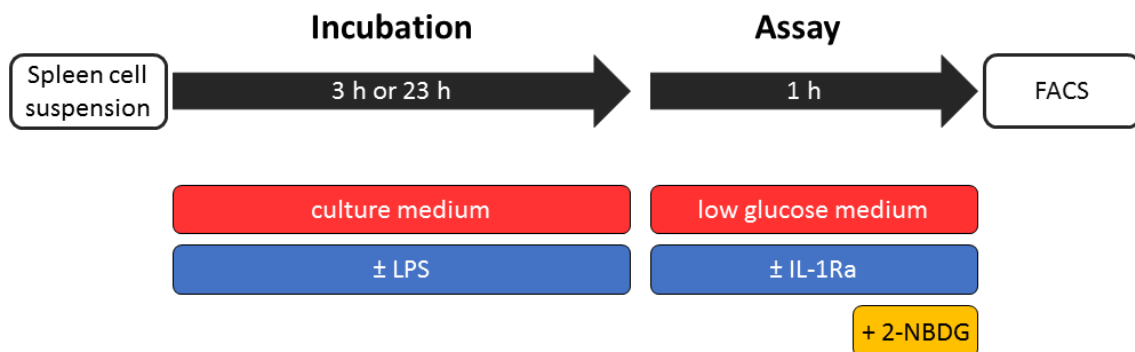 Incubation
Assay
Spleen cell
suspension
3 h or 23 h
1 h
FACS
culture medium
low glucose medium
± LPS
± IL-1Ra
+ 2-NBDG